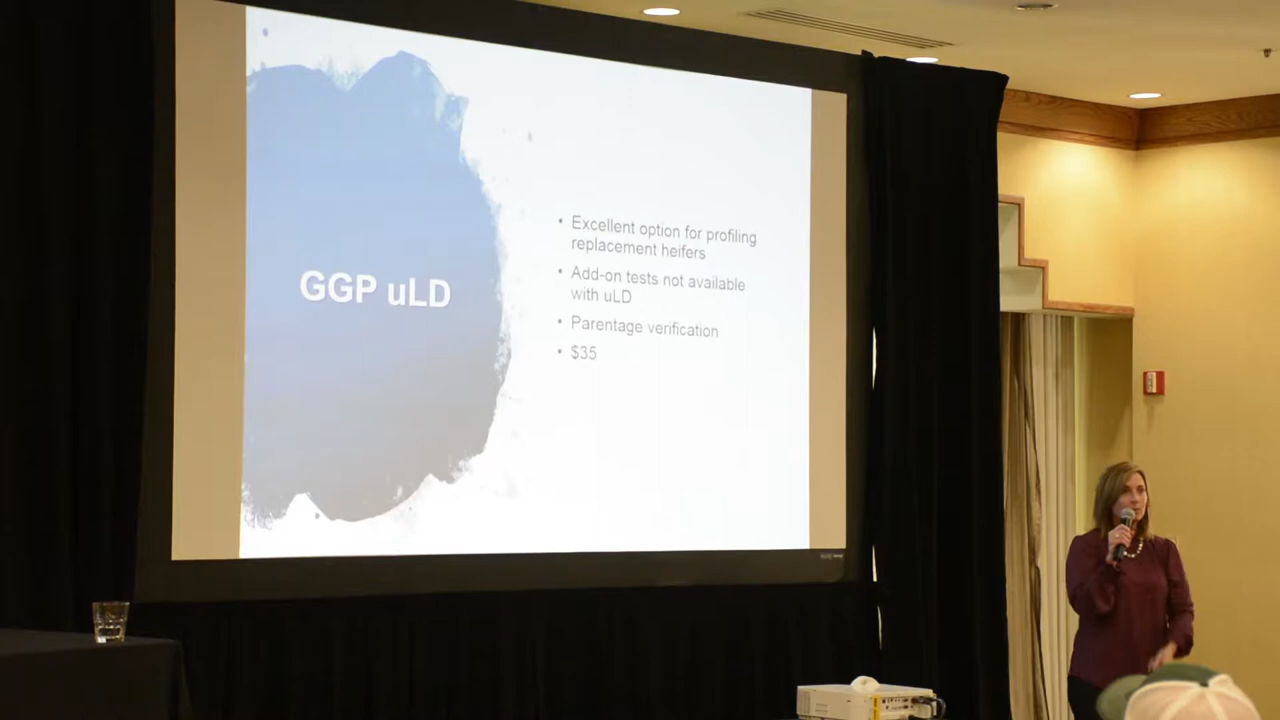 GGP uLD
• Excellent option for profiling
replacement heifers
• Add-on tests not available
with uLD
• Parentage verification
• $35